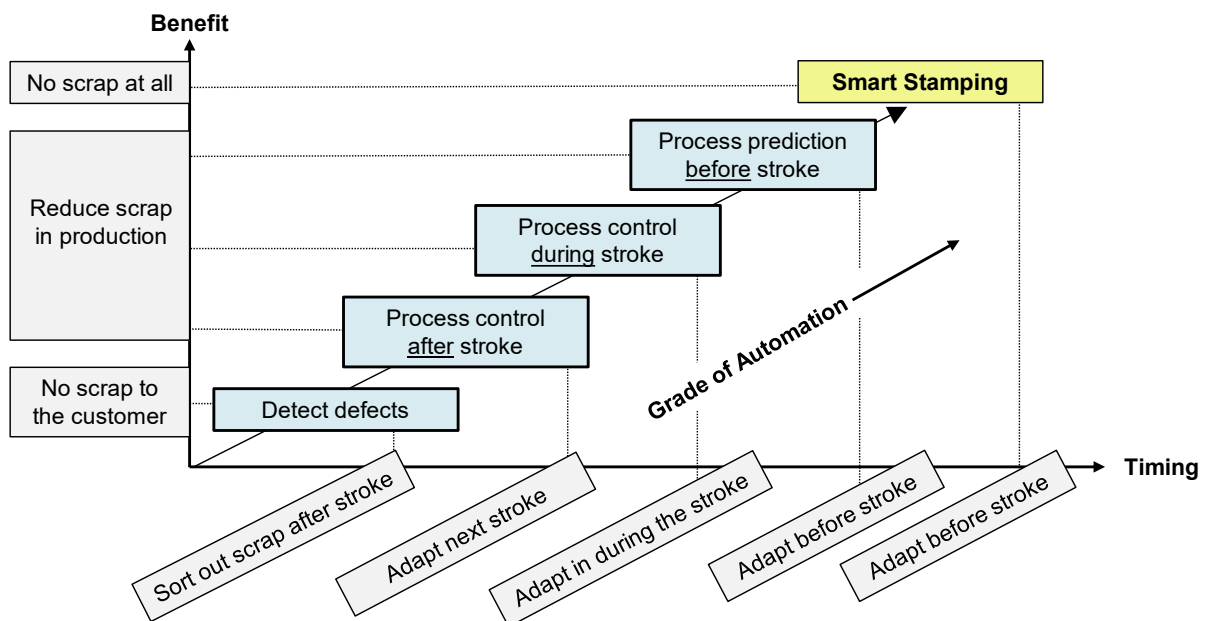 Benefit
No scrap at all
Smart Stamping
Process prediction
before stroke
Reduce scrap
in production
Process control
during stroke
Process control
after stroke
Grade of Automation
No scrap to
the customer
Detect defects
Timing
Sort out scrap after stroke
Adapt next stroke
Adapt in during the stroke
Adapt before stroke
Adapt before stroke